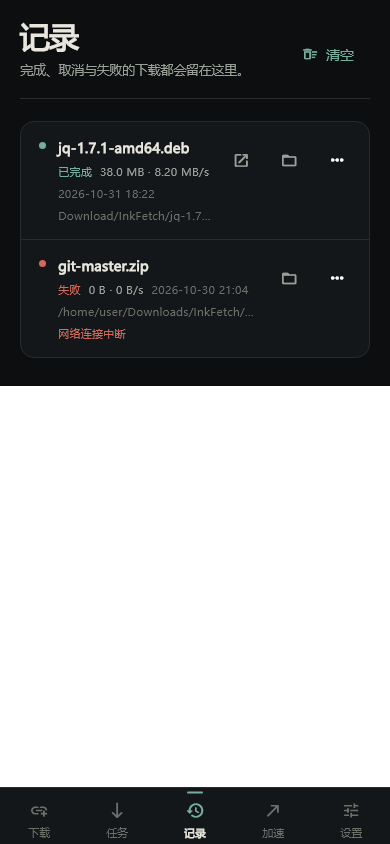 记录
完成、取消与失败的下载都会留在这里。
清空
jq-1.7.1-amd64.deb
已完成 38.0 MB · 8.20 MB/s
2026-10-31 18:22
Download/InkFetch/jq-1.7...
git-master.zip
失败 0 B · 0 B/s 2026-10-30 21:04
/home/user/Downloads/InkFetch/...
网络连接中断
下载 任务 记录 加速 设置